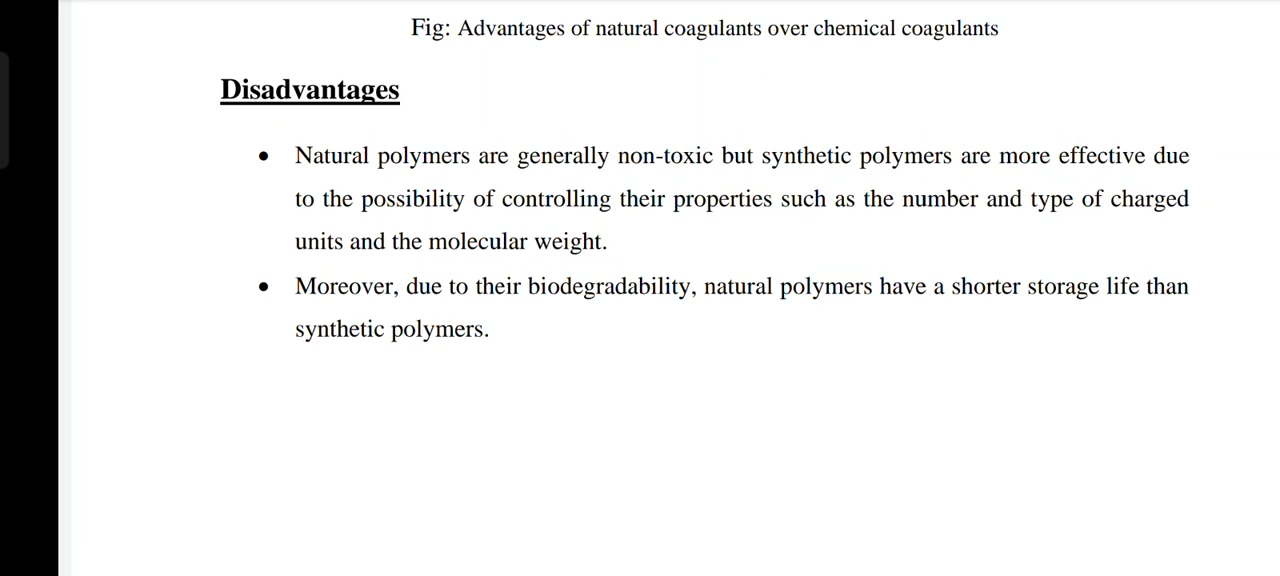 Fig: Advantages of natural coagulants over chemical coagulants
Disadvantages
• Natural polymers are generally non-toxic but synthetic polymers are more effective due
to the possibility of controlling their properties such as the number and type of charged
units and the molecular weight.
• Moreover, due to their biodegradability, natural polymers have a shorter storage life than
synthetic polymers.